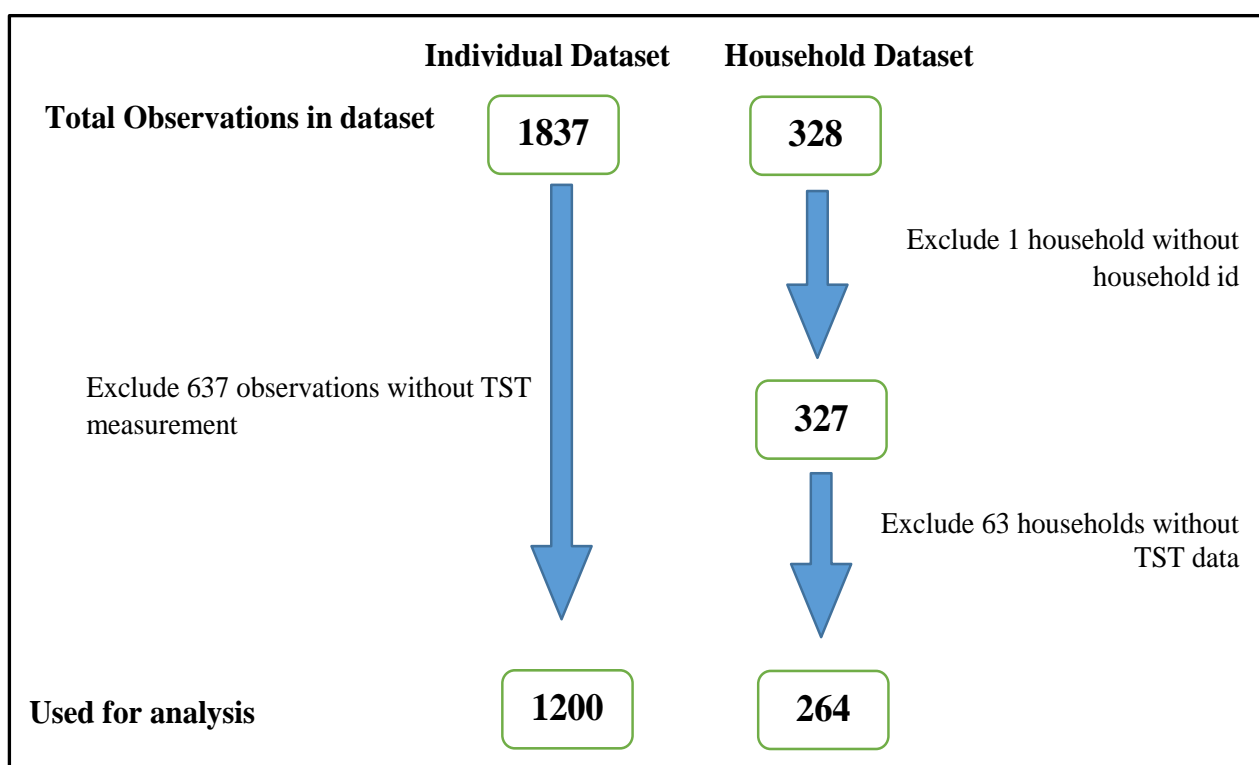 Individual Dataset
Household Dataset
Total Observations in dataset
1837
328
Exclude 1 household without
household id
Exclude 637 observations without TST
measurement
327
Exclude 63 households without
TST data
Used for analysis
1200
264